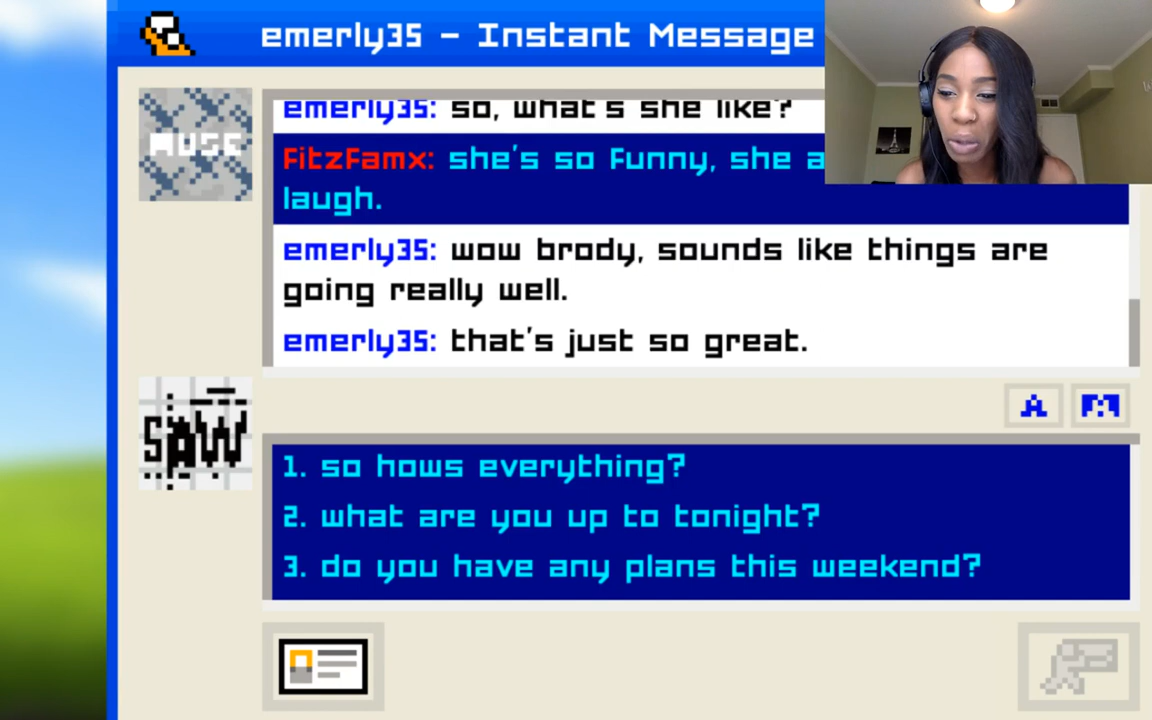 emerly35 - Instant Message
emerly35: so, what's she like?
MUSE
FitzFamx: she's so funny, she
laugh.
emerly35: wow brody, sounds like things are
going really well.
emerly35: that's just so great.
SAW
A
1. so hows everything?
2. what are you up to tonight?
3. do you have any plans this weekend?